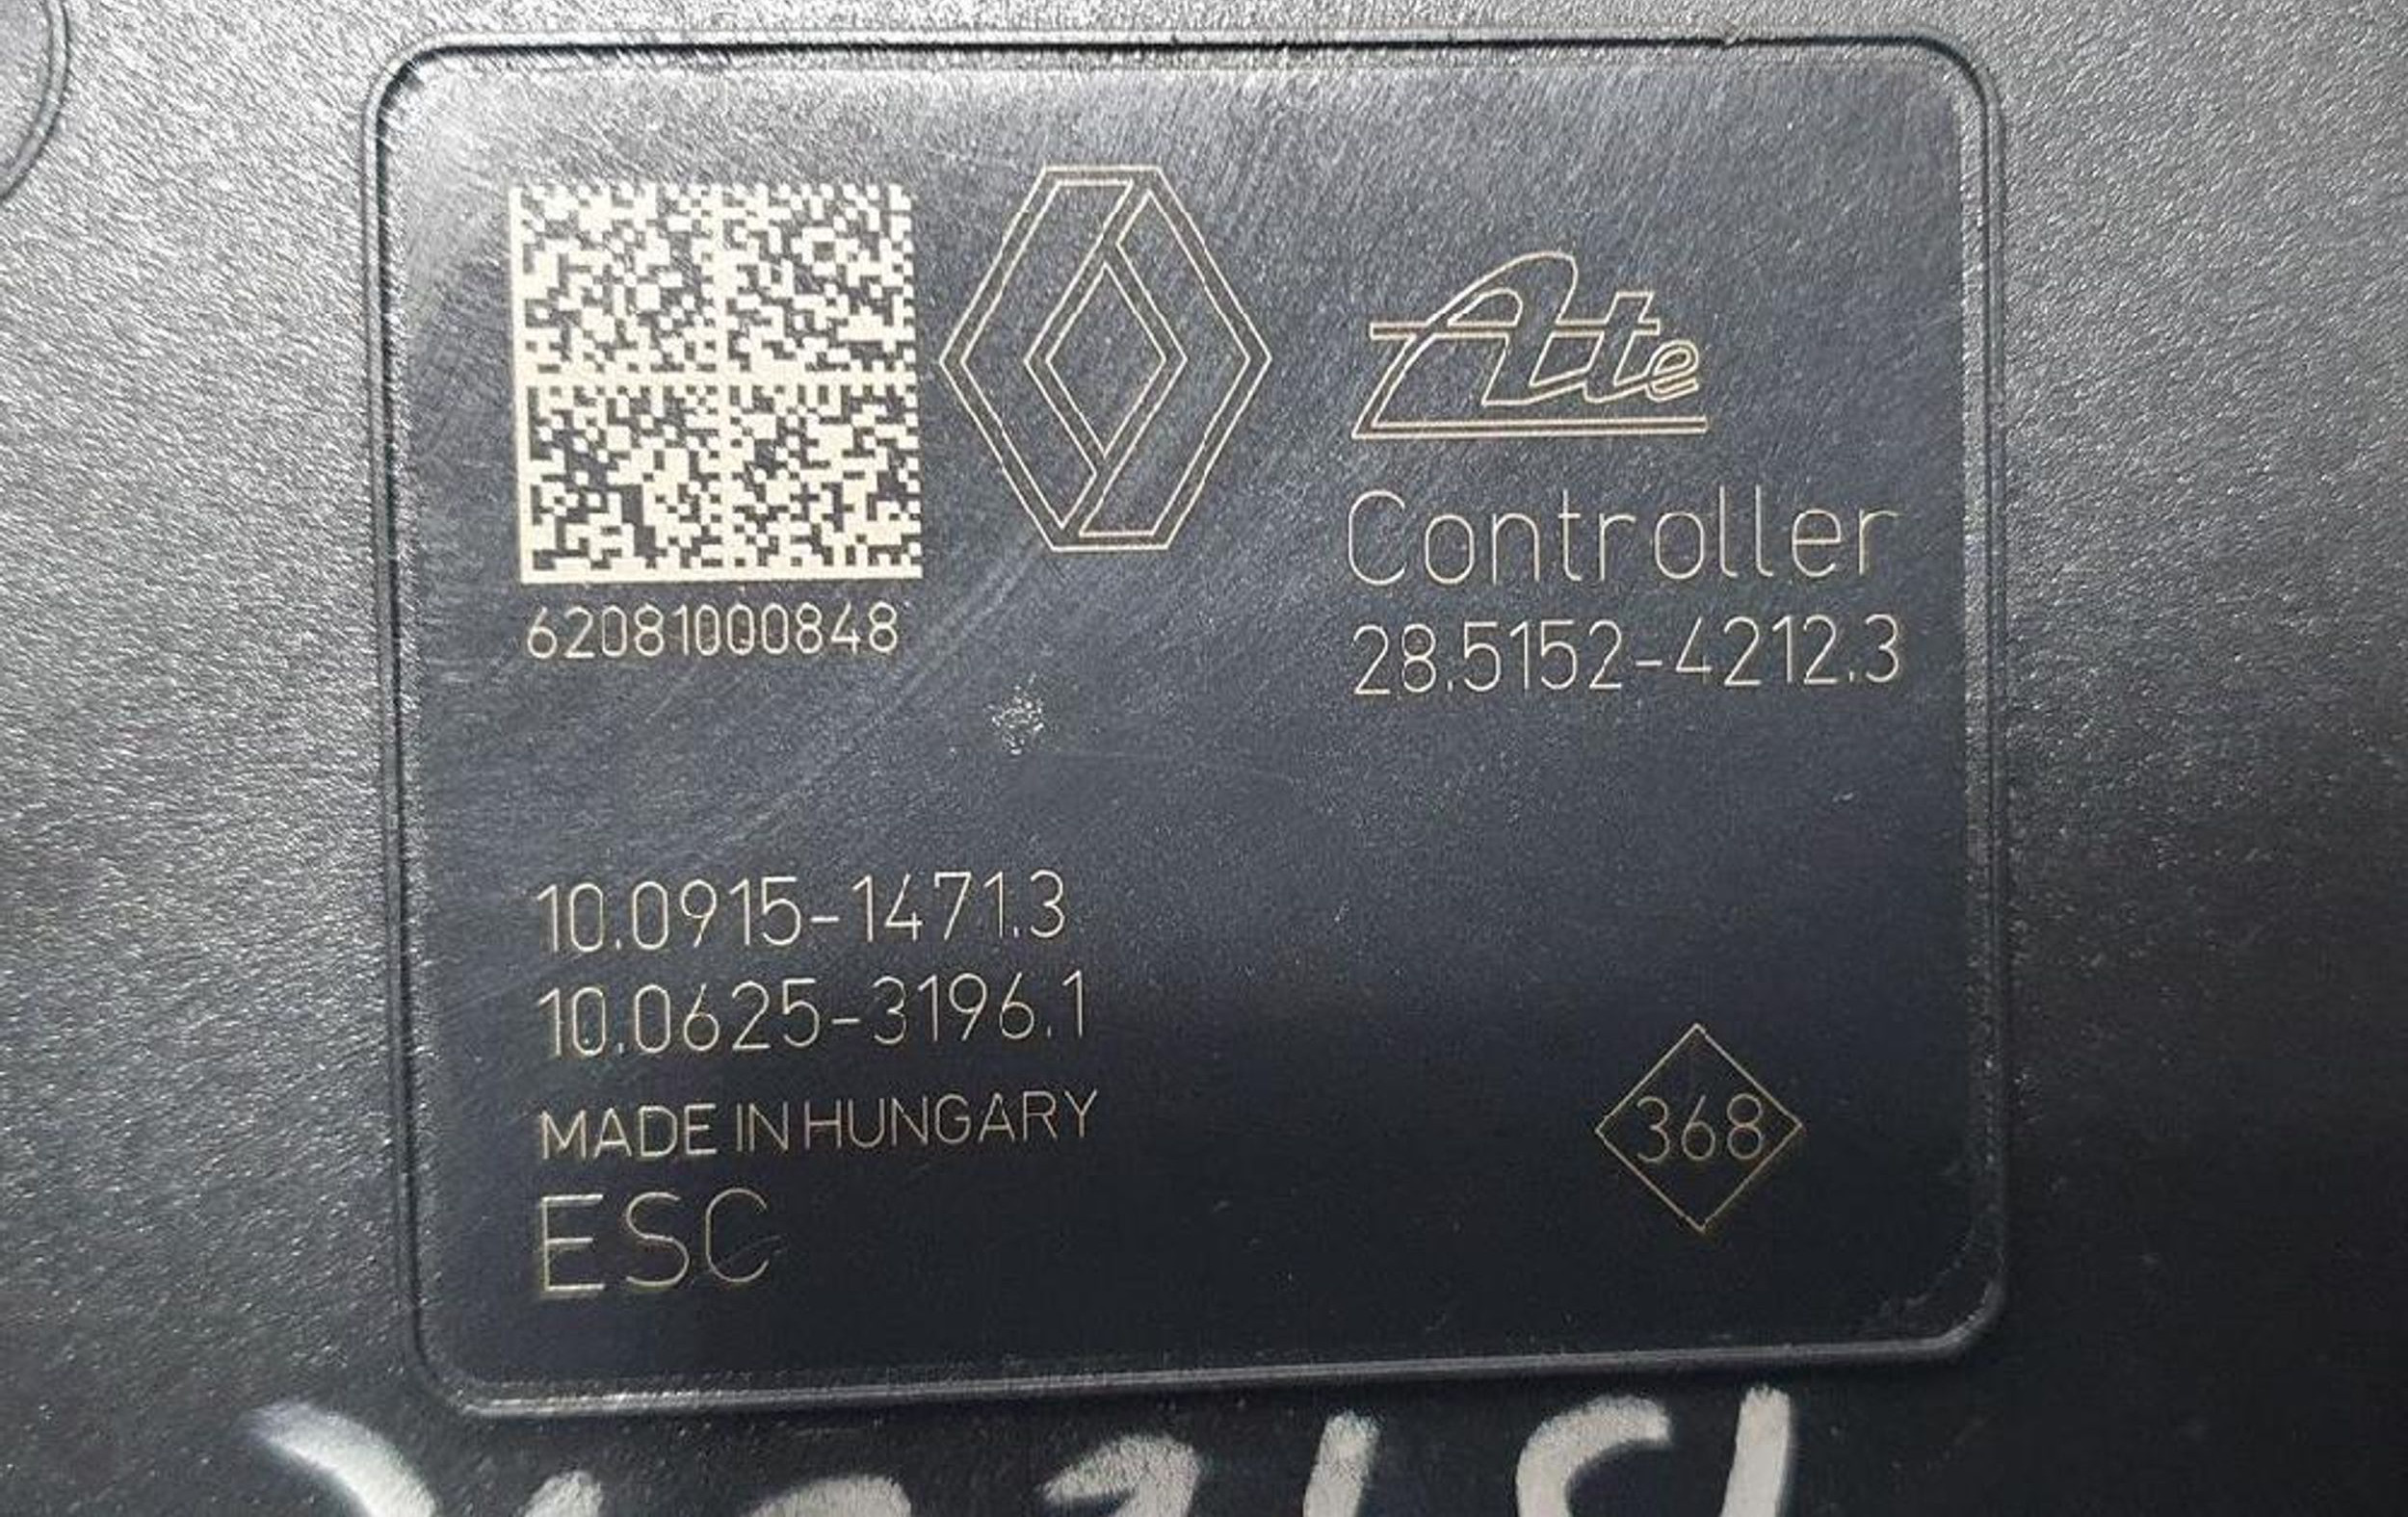 Ate
Controller
62081000848
28.5152-4212.3
10.0915-1471.3
10.0625-3196.1
MADE IN HUNGARY
368
ESC